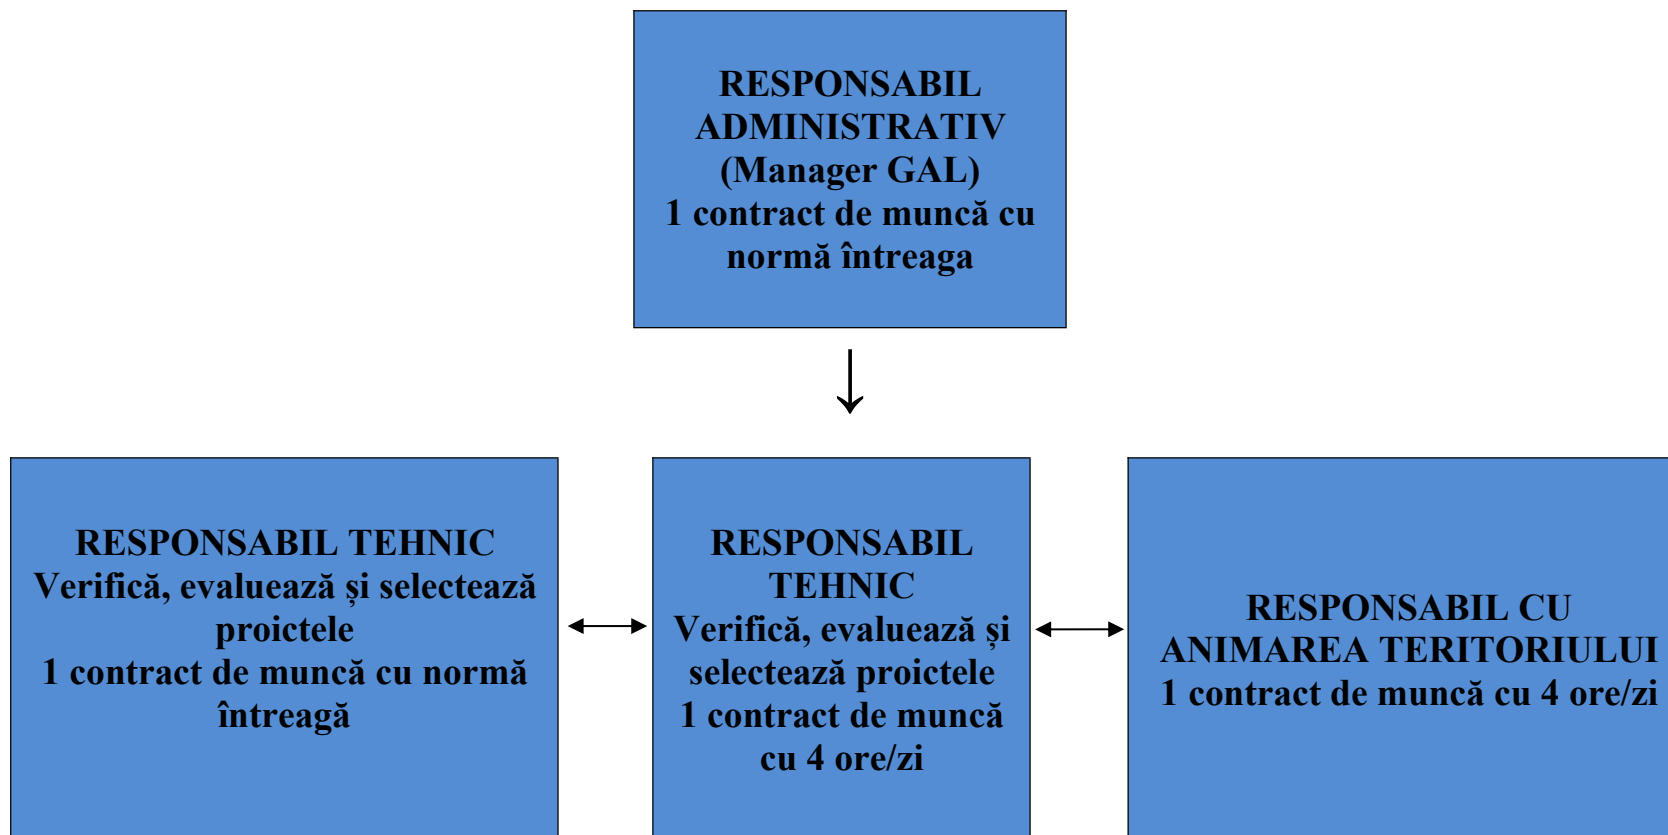 RESPONSABIL
ADMINISTRATIV
(Manager GAL)
1 contract de muncă cu
normă întreaga
RESPONSABIL TEHNIC
Verifică, evaluează și selectează
proictele
1 contract de muncă cu normă
întreagă
RESPONSABIL
TEHNIC
Verifică, evaluează și
selectează proictele
1 contract de muncă
cu 4 ore/zi
RESPONSABIL CU
ANIMAREA TERITORIULUI
1 contract de muncă cu 4 ore/zi